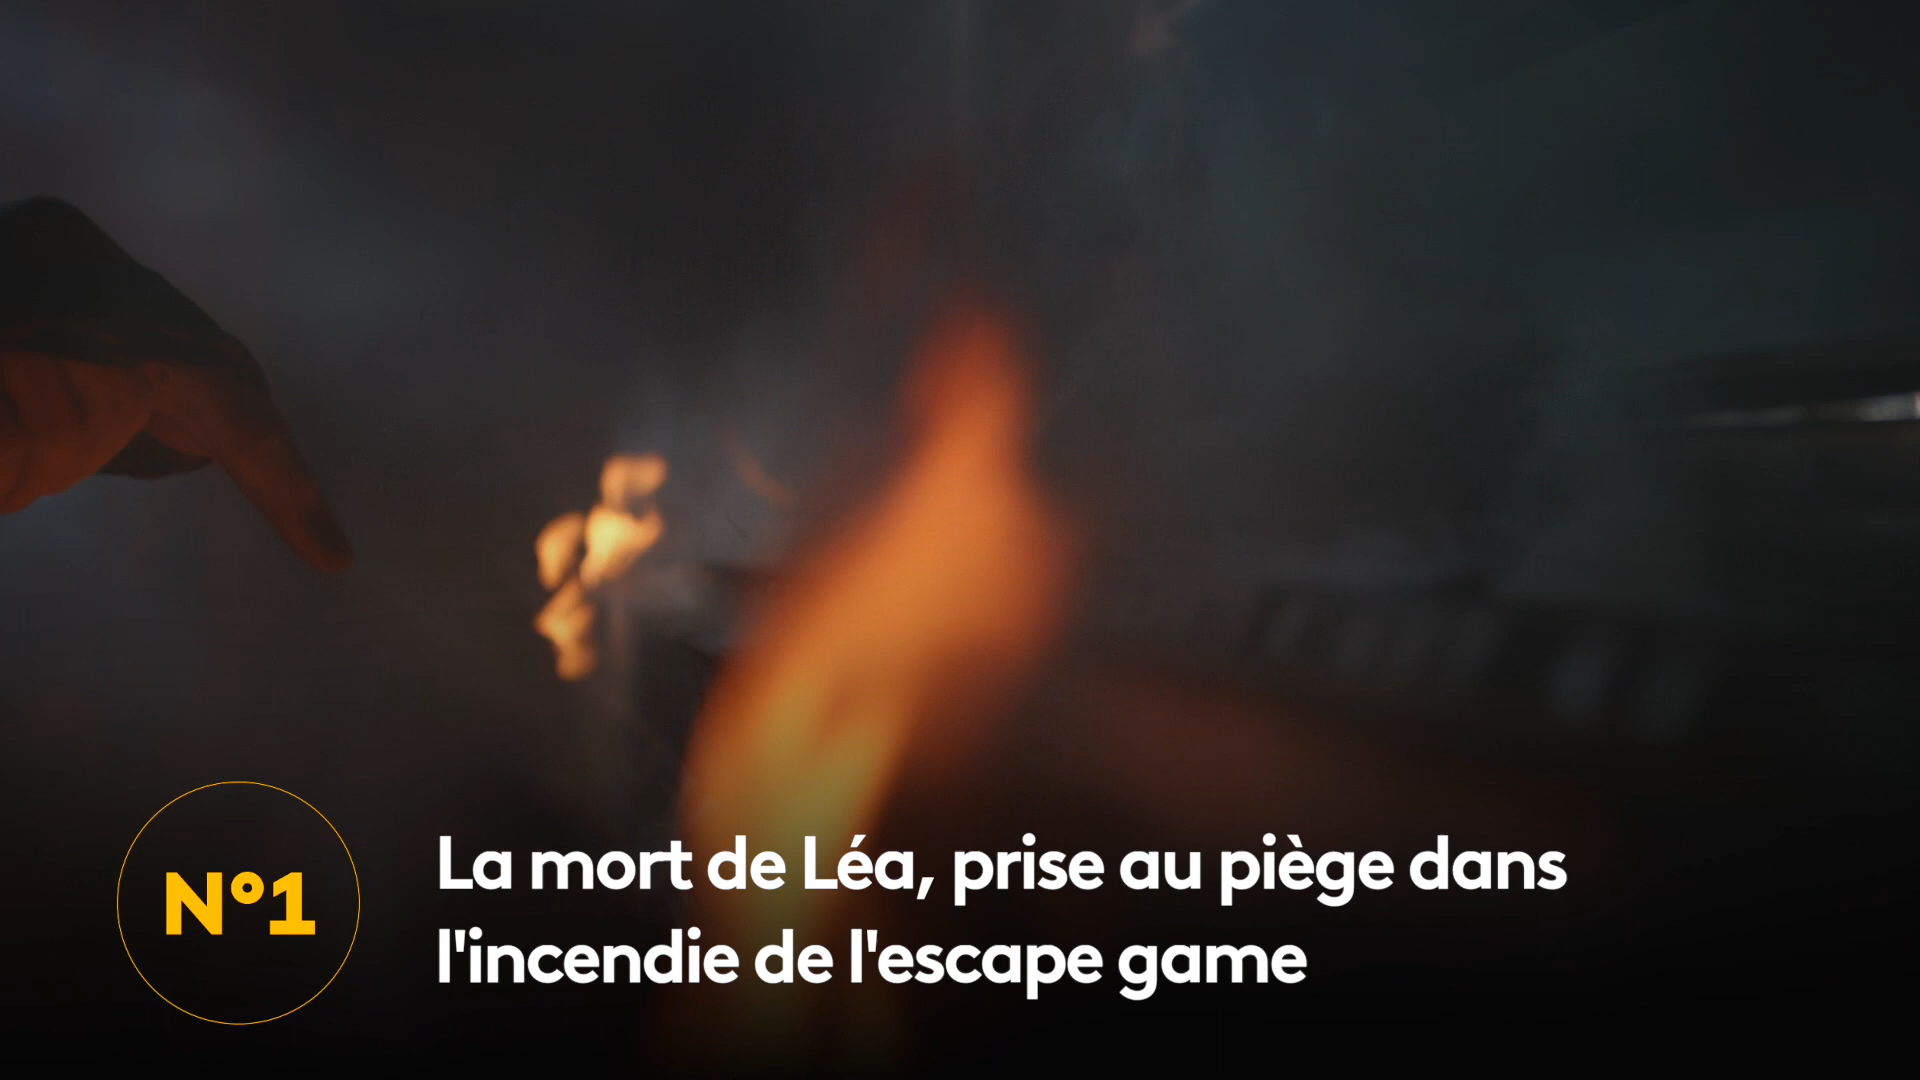 N°1
La mort de Léa, prise au piège dans
l'incendie de l'escape game